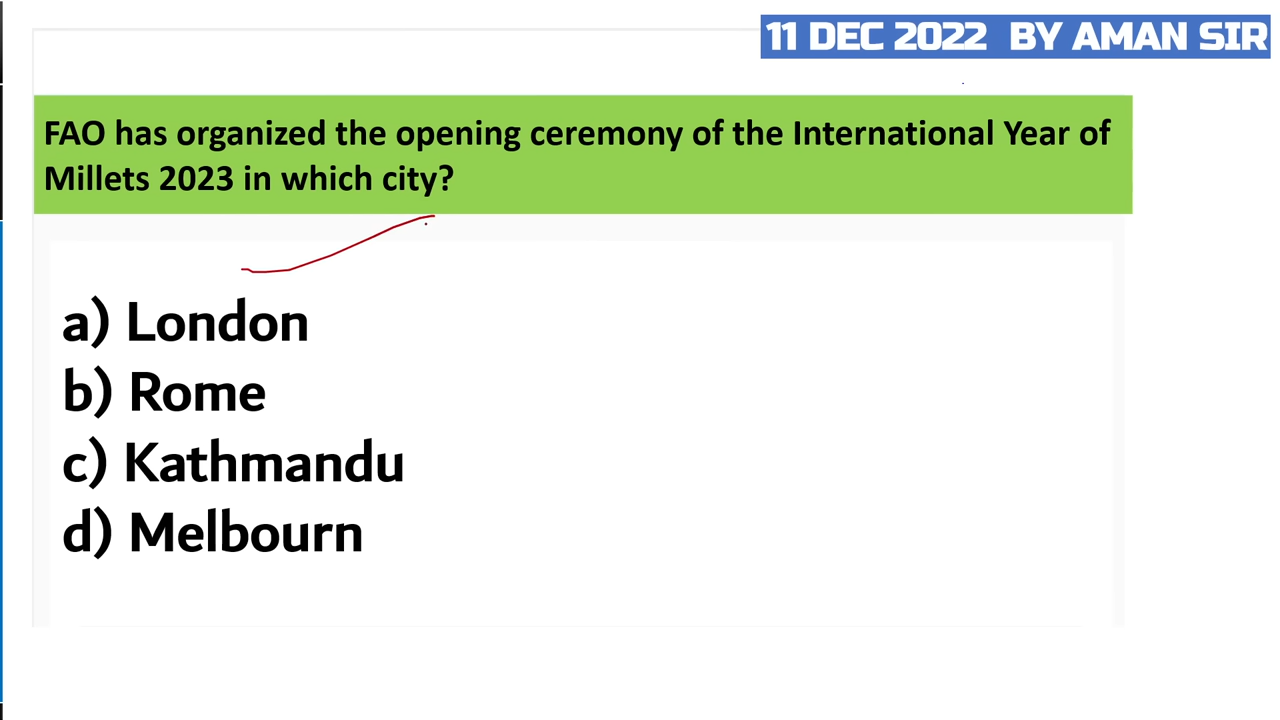 11 DEC 2022 BY AMAN SIR
FAO has organized the opening ceremony of the International Year of
Millets 2023 in which city?
a) London
b) Rome
c) Kathmandu
d) Melbourn